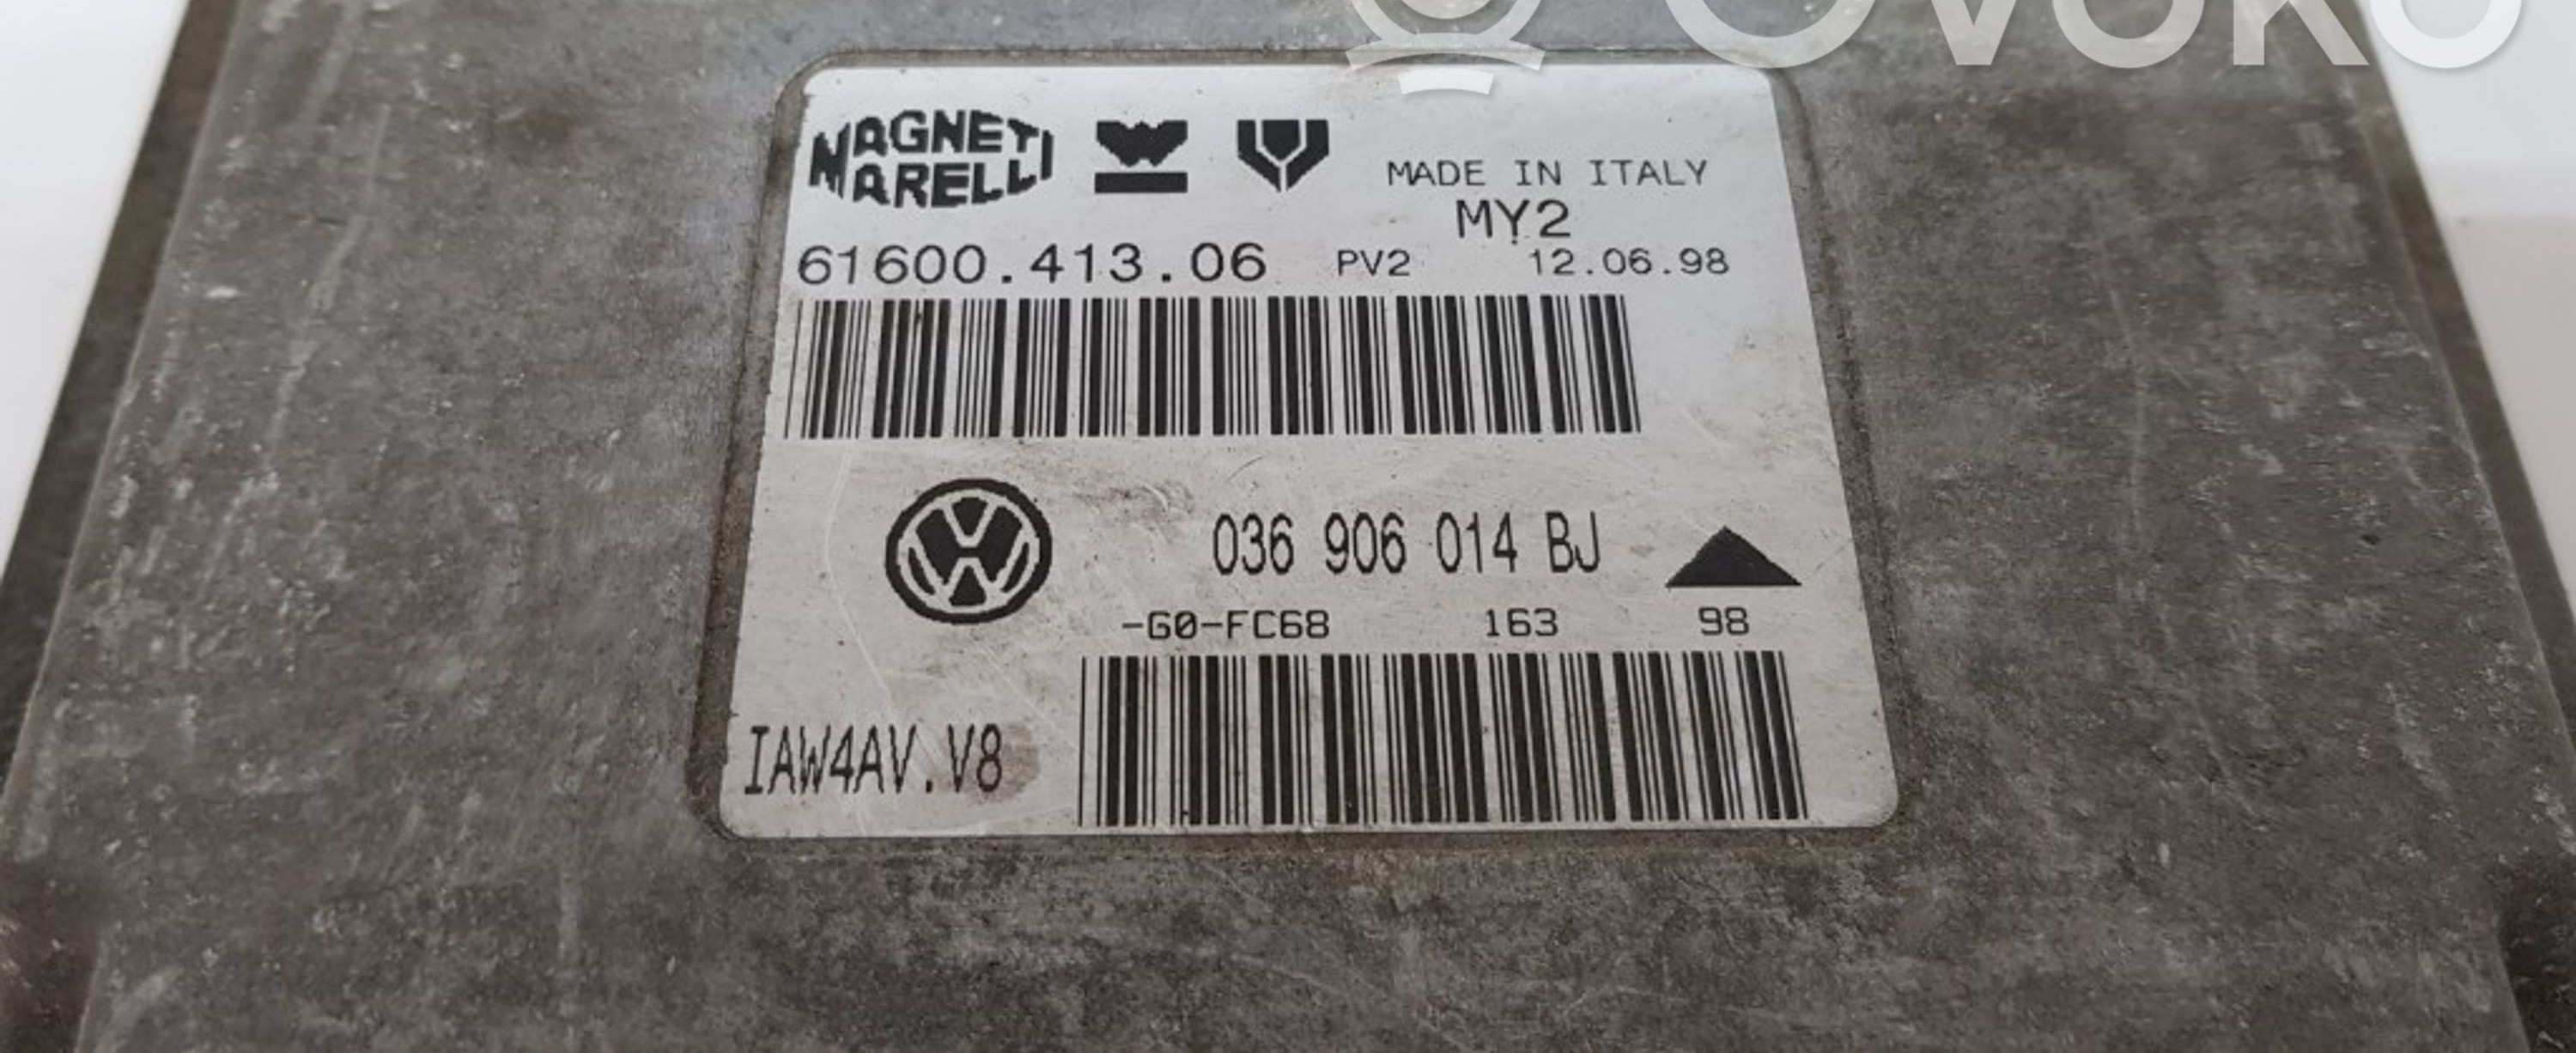 OVOKO
MAGNETI MARELLI
MADE IN ITALY
MY2
61600.413.06 PV2 12.06.98
036 906 014 BJ
-G0-FC68 163 98
IAW4AV.V8